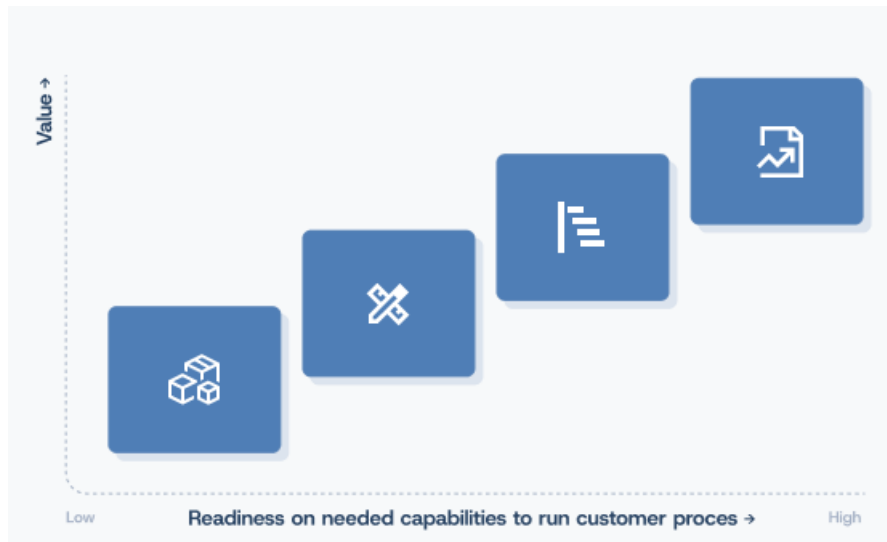 Value →
Low
Readiness on needed capabilities to run customer proces →
High